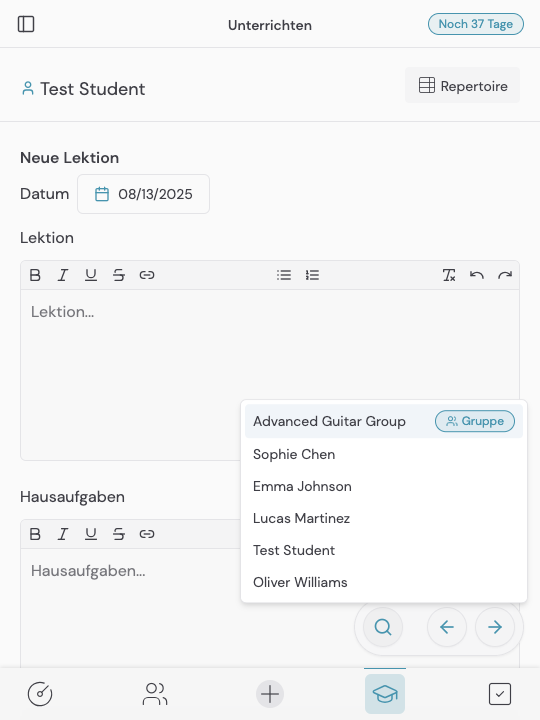 Unterrichten
Noch 37 Tage
Test Student
Repertoire
Neue Lektion
Datum
08/13/2025
Lektion
Lektion...
Advanced Guitar Group
Gruppe
Sophie Chen
Emma Johnson
Lucas Martinez
Test Student
Oliver Williams
Hausaufgaben
Hausaufgaben...